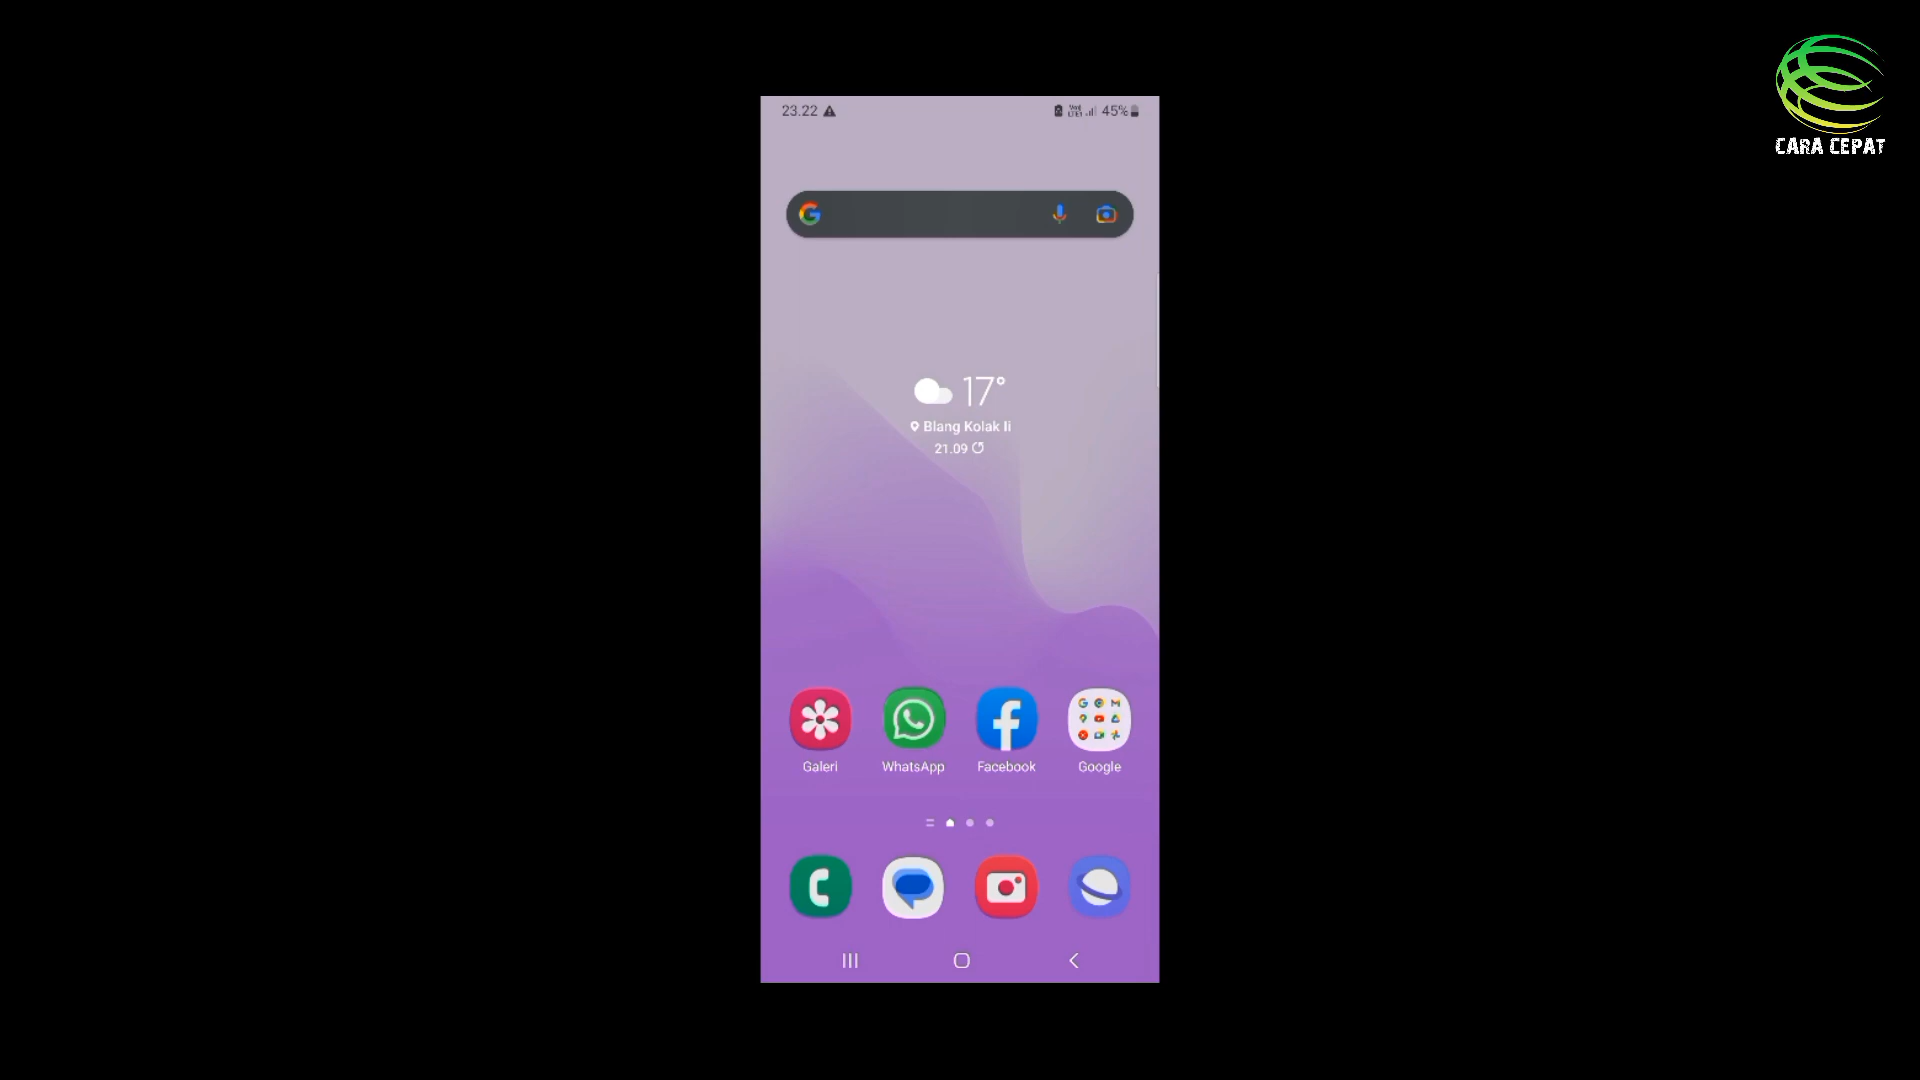 CARA CEPAT
23.22
45%
17°
Blang Kolak Ii
21.09
Galeri
WhatsApp
Facebook
Google